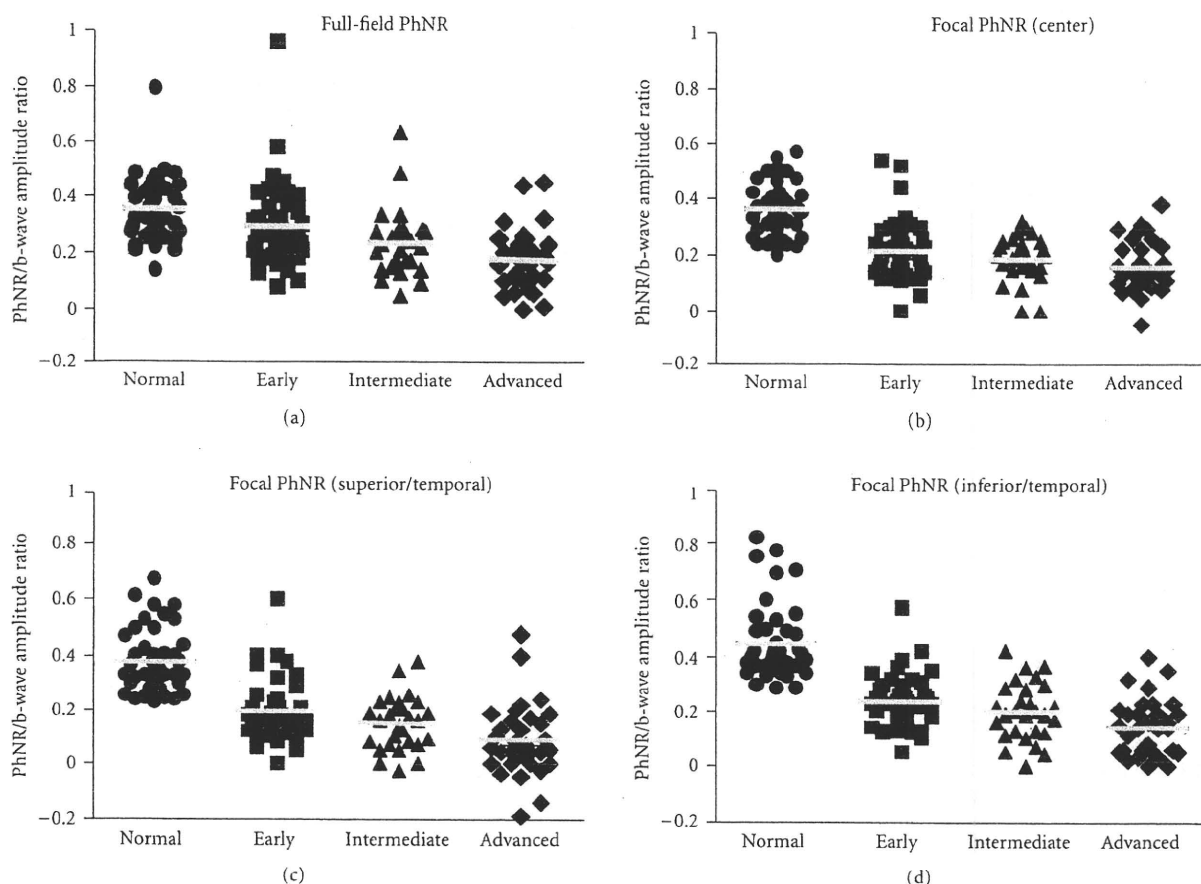 Full-field PhNR
PhNR/b-wave amplitude ratio
1
0.8
0.6
0.4
0.2
0
−0.2
Normal Early Intermediate Advanced
(a)
Focal PhNR (center)
PhNR/b-wave amplitude ratio
1
0.8
0.6
0.4
0.2
0
−0.2
Normal Early Intermediate Advanced
(b)
Focal PhNR (superior/temporal)
PhNR/b-wave amplitude ratio
1
0.8
0.6
0.4
0.2
0
−0.2
Normal Early Intermediate Advanced
(c)
Focal PhNR (inferior/temporal)
PhNR/b-wave amplitude ratio
1
0.8
0.6
0.4
0.2
0
−0.2
Normal Early Intermediate Advanced
(d)